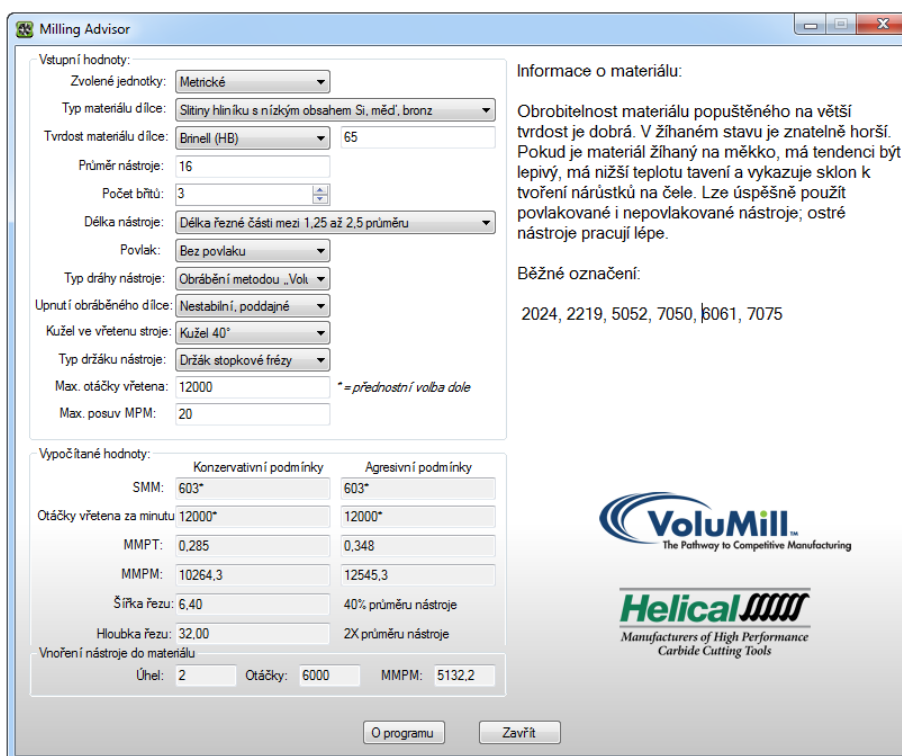 Milling Advisor
Vstupní hodnoty:
Zvolené jednotky: Metrické
Typ materiálu dílce: Slitiny hliníku s nízkým obsahem Si, měď, bronz
Tvrdost materiálu dílce: Brinell (HB) 65
Průměr nástroje: 16
Počet břitů: 3
Délka nástroje: Délka řezné části mezi 1,25 až 2,5 průměru
Povlak: Bez povlaku
Typ dráhy nástroje: Obrábění metodou „Volu
Upnutí obráběného dílce: Nestabilní, poddajné
Kužel ve vřetenu stroje: Kužel 40°
Typ držáku nástroje: Držák stopkové frézy
Max. otáčky vřetena: 12000 * = přednostní volba dole
Max. posuv MPM: 20
Informace o materiálu:
Obrobitelnost materiálu popuštěného na větší
tvrdost je dobrá. V žíhaném stavu je znatelně horší.
Pokud je materiál žíhaný na měkko, má tendenci být
lepivý, má nižší teplotu tavení a vykazuje sklon k
tvoření nárůstků na čele. Lze úspěšně použít
povlakované i nepovlakované nástroje; ostré
nástroje pracují lépe.
Běžné označení:
2024, 2219, 5052, 7050, 6061, 7075
Vypočítané hodnoty:
Konzervativní podmínky Agresivní podmínky
SMM: 603* 603*
Otáčky vřetena za minutu 12000* 12000*
MMPT: 0,285 0,348
MMPM: 10264,3 12545,3
Šířka řezu: 6,40 40% průměru nástroje
Hloubka řezu: 32,00 2X průměru nástroje
Vnoření nástroje do materiálu
Úhel: 2 Otáčky: 6000 MMPM: 5132,2
VoluMill™
The Pathway to Competitive Manufacturing
Helical
Manufacturers of High Performance
Carbide Cutting Tools
O programu Zavřít